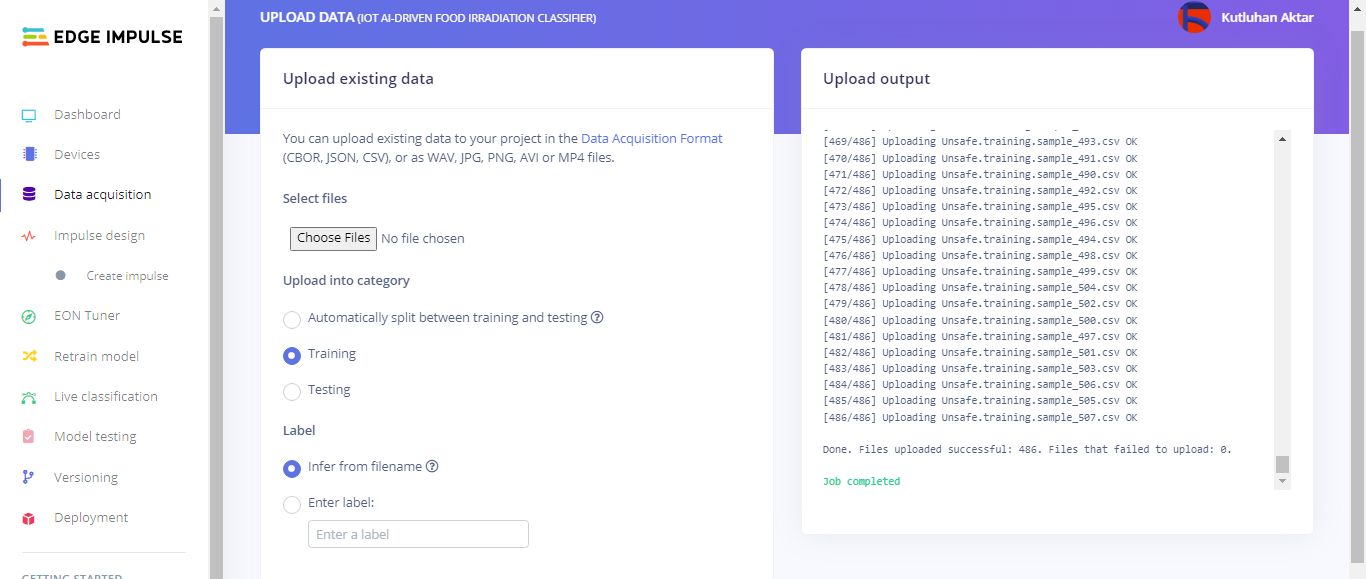 EDGE IMPULSE
Dashboard
Devices
Data acquisition
Impulse design
Create impulse
EON Tuner
Retrain model
Live classification
Model testing
Versioning
Deployment
GETTING STARTED
UPLOAD DATA (IOT AI-DRIVEN FOOD IRRADIATION CLASSIFIER)
Kutluhan Aktar
Upload existing data
You can upload existing data to your project in the Data Acquisition Format
(CBOR, JSON, CSV), or as WAV, JPG, PNG, AVI or MP4 files.
Select files
Choose Files No file chosen
Upload into category
Automatically split between training and testing ?
Training
Testing
Label
Infer from filename ?
Enter label:
Enter a label
Upload output
[469/486] Uploading Unsafe.training.sample_493.csv OK
[470/486] Uploading Unsafe.training.sample_491.csv OK
[471/486] Uploading Unsafe.training.sample_490.csv OK
[472/486] Uploading Unsafe.training.sample_492.csv OK
[473/486] Uploading Unsafe.training.sample_495.csv OK
[474/486] Uploading Unsafe.training.sample_496.csv OK
[475/486] Uploading Unsafe.training.sample_494.csv OK
[476/486] Uploading Unsafe.training.sample_498.csv OK
[477/486] Uploading Unsafe.training.sample_499.csv OK
[478/486] Uploading Unsafe.training.sample_504.csv OK
[479/486] Uploading Unsafe.training.sample_502.csv OK
[480/486] Uploading Unsafe.training.sample_500.csv OK
[481/486] Uploading Unsafe.training.sample_497.csv OK
[482/486] Uploading Unsafe.training.sample_501.csv OK
[483/486] Uploading Unsafe.training.sample_503.csv OK
[484/486] Uploading Unsafe.training.sample_506.csv OK
[485/486] Uploading Unsafe.training.sample_505.csv OK
[486/486] Uploading Unsafe.training.sample_507.csv OK
Done. Files uploaded successful: 486. Files that failed to upload: 0.
Job completed